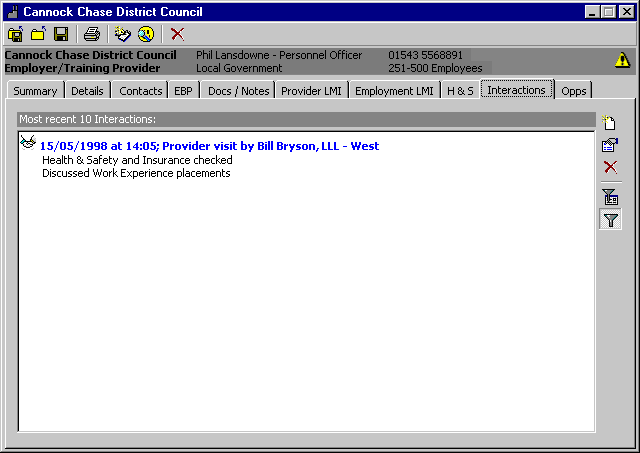 Cannock Chase District Council
Cannock Chase District Council Phil Lansdowne - Personnel Officer 01543 5568891
Employer/Training Provider Local Government 251-500 Employees
Summary Details Contacts EBP Docs / Notes Provider LMI Employment LMI H & S Interactions Opps
Most recent 10 Interactions:
15/05/1998 at 14:05; Provider visit by Bill Bryson, LLL - West
Health & Safety and Insurance checked
Discussed Work Experience placements